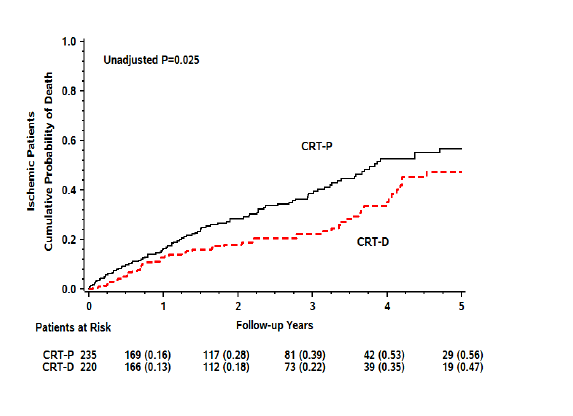 1.0
Unadjusted P=0.025
0.8
Ischemic Patients
Cumulative Probability of Death
0.6
CRT-P
0.4
CRT-D
0.2
0.0
0 1 2 3 4 5
Follow-up Years
Patients at Risk
CRT-P 235 169 (0.16) 117 (0.28) 81 (0.39) 42 (0.53) 29 (0.56)
CRT-D 220 166 (0.13) 112 (0.18) 73 (0.22) 39 (0.35) 19 (0.47)